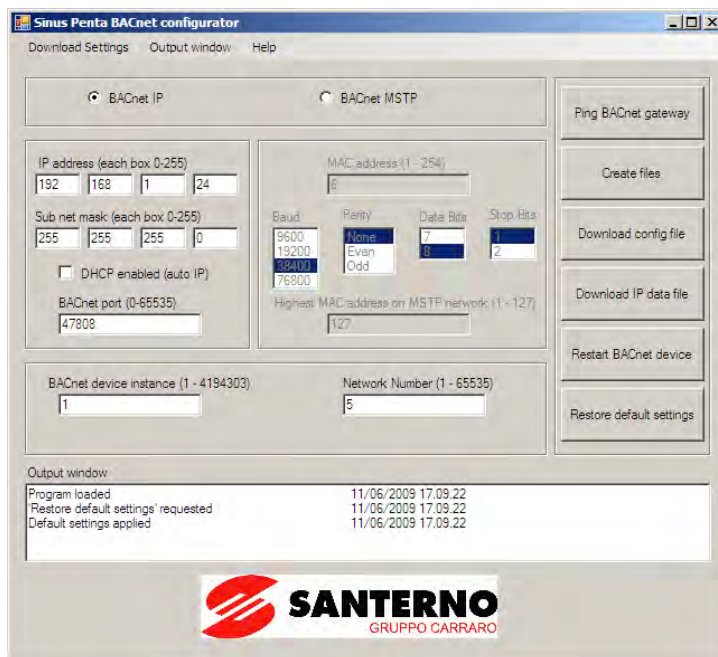 Sinus Penta BACnet configurator
Download Settings Output window Help
BACnet IP BACnet MSTP
IP address (each box 0-255)
192 168 1 24
Sub net mask (each box 0-255)
255 255 255 0
DHCP enabled (auto IP)
BACnet port (0-65535)
47808
MAC address (1 - 254)
6
Baud Parity Data Bits Stop Bits
9600 None 7 1
19200 Even 8 2
38400 Odd
76800
Highest MAC address on MSTP network (1 - 127)
127
BACnet device instance (1 - 4194303)
1
Network Number (1 - 65535)
5
Ping BACnet gateway
Create files
Download config file
Download IP data file
Restart BACnet device
Restore default settings
Output window
Program loaded 11/06/2009 17.09.22
'Restore default settings' requested 11/06/2009 17.09.22
Default settings applied 11/06/2009 17.09.22
SANTERNO
GRUPPO CARRARO